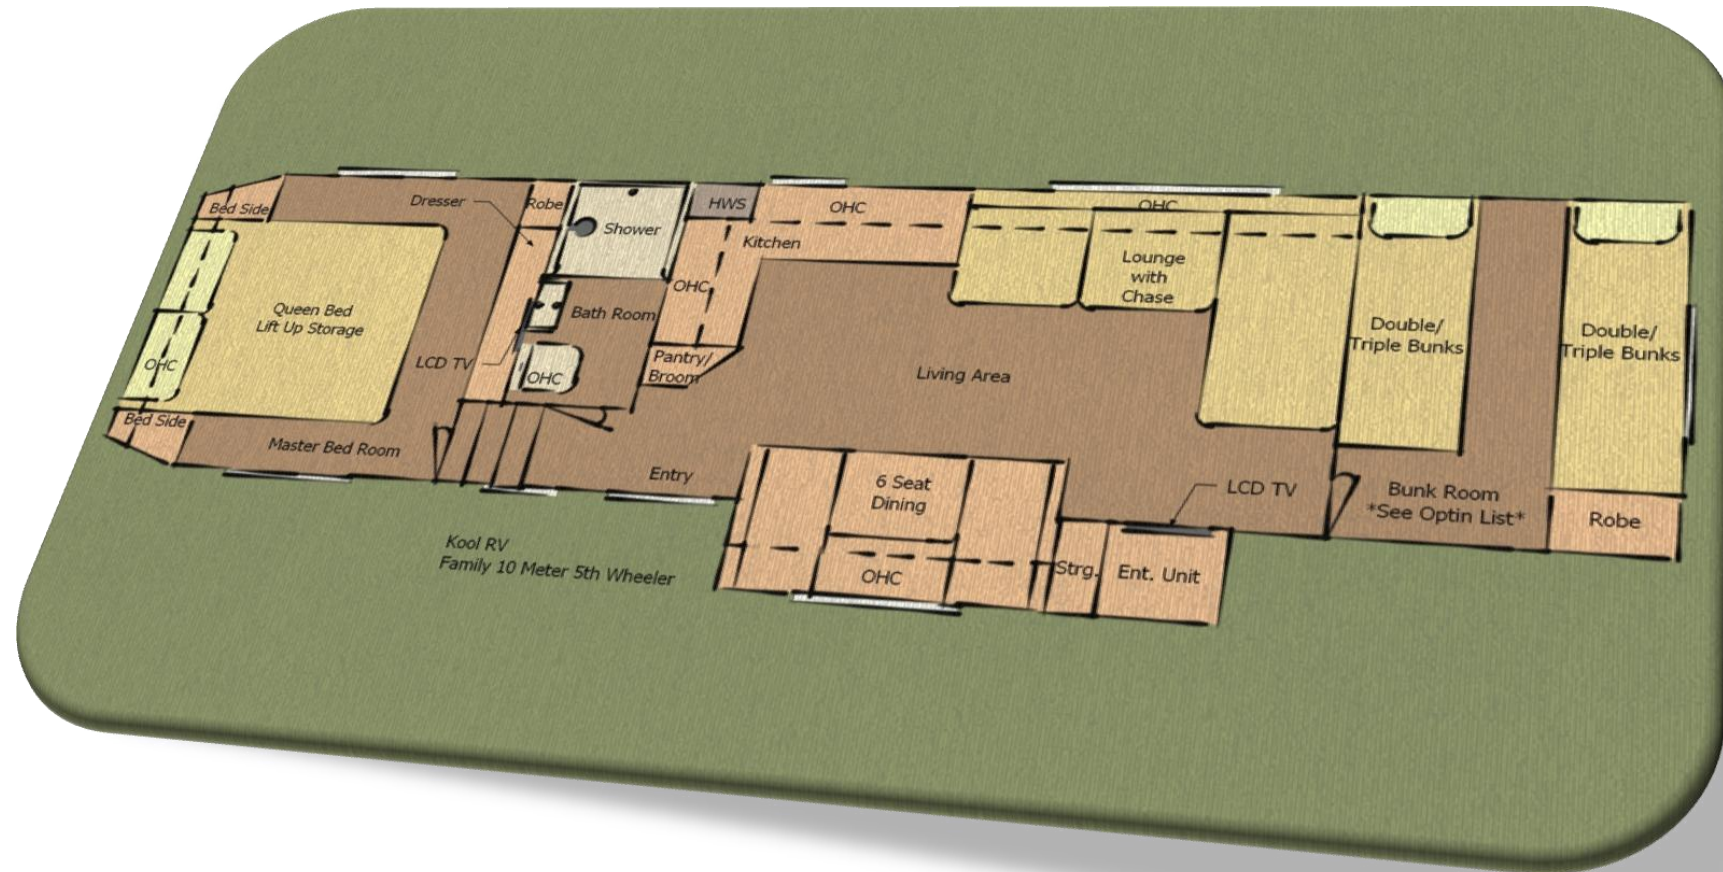 Bed Side
Dresser
Robe
Shower
HWS
OHC
OHC
Kitchen
OHC
Lounge
with
Chase
Queen Bed
Lift Up Storage
OHC
Bath Room
LCD TV
OHC
Pantry/
Broom
Living Area
Double/
Triple Bunks
Double/
Triple Bunks
Bed Side
Master Bed Room
Entry
6 Seat
Dining
OHC
LCD TV
Strg.
Ent. Unit
Bunk Room
*See Optin List*
Robe
Kool RV
Family 10 Meter 5th Wheeler